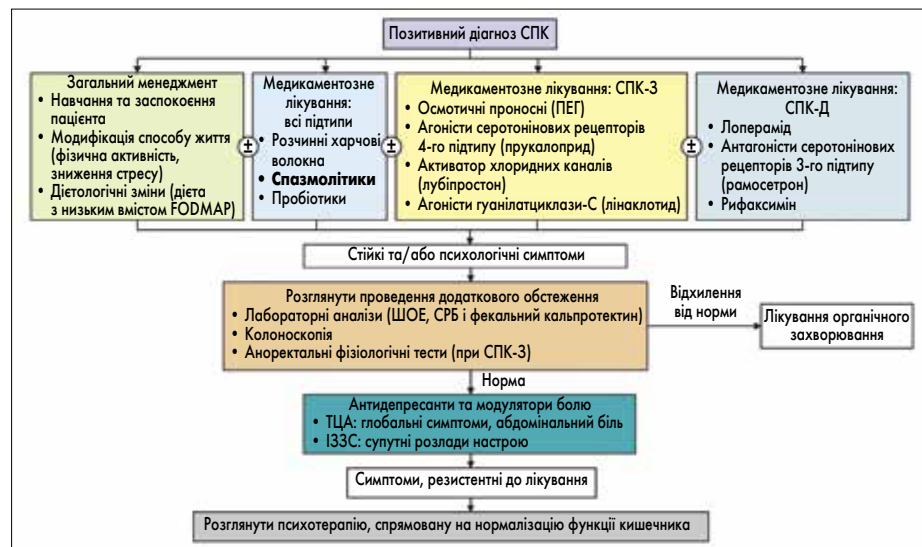 Позитивний діагноз СПК
Загальний менеджмент
• Навчання та заспокоєння
пацієнта
• Модифікація способу життя
(фізична активність,
зниження стресу)
• Дієтологічні зміни (дієта
з низьким вмістом FODMAP)
±
Медикаментозне
лікування:
всі підтипи
• Розчинні харчові
волокна
• Спазмолітики
• Пробіотики
±
Медикаментозне лікування: СПК-З
• Осмотичні проносні (ПЕГ)
• Агоністи серотонінових рецепторів
4-го підтипу (прукалоприд)
• Активатор хлоридних каналів
(лубіпростон)
• Агоністи гуанілатциклази-С (лінаклотид)
±
Медикаментозне лікування:
СПК-Д
• Лоперамід
• Антагоністи серотонінових
рецепторів 3-го підтипу
(рамосетрон)
• Рифаксимін
Стійкі та/або психологічні симптоми
Розглянути проведення додаткового обстеження
• Лабораторні аналізи (ШОЕ, СРБ і фекальний кальпротектин)
• Колоноскопія
• Аноректальні фізіологічні тести (при СПК-З)
Відхилення
від норми
Лікування органічного
захворювання
Норма
Антидепресанти та модулятори болю
• ТЦА: глобальні симптоми, абдомінальний біль
• ІЗЗС: супутні розлади настрою
Симптоми, резистентні до лікування
Розглянути психотерапію, спрямовану на нормалізацію функції кишечника